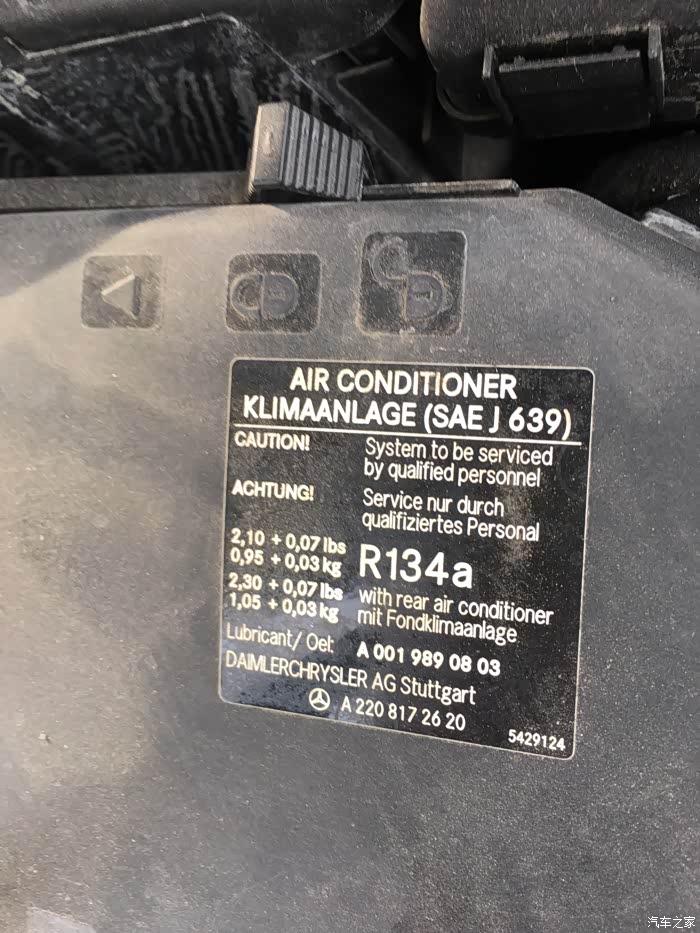 AIR CONDITIONER
KLIMAANLAGE (SAE J 639)
CAUTION! System to be serviced
by qualified personnel
ACHTUNG! Service nur durch
qualifiziertes Personal
2,10 + 0,07 lbs
0,95 + 0,03 kg R134a
2,30 + 0,07 lbs with rear air conditioner
1,05 + 0,03 kg mit Fondklimaanlage
Lubricant/ Oel: A 001 989 08 03
DAIMLERCHRYSLER AG Stuttgart
A 220 817 26 20
5429124
汽车之家